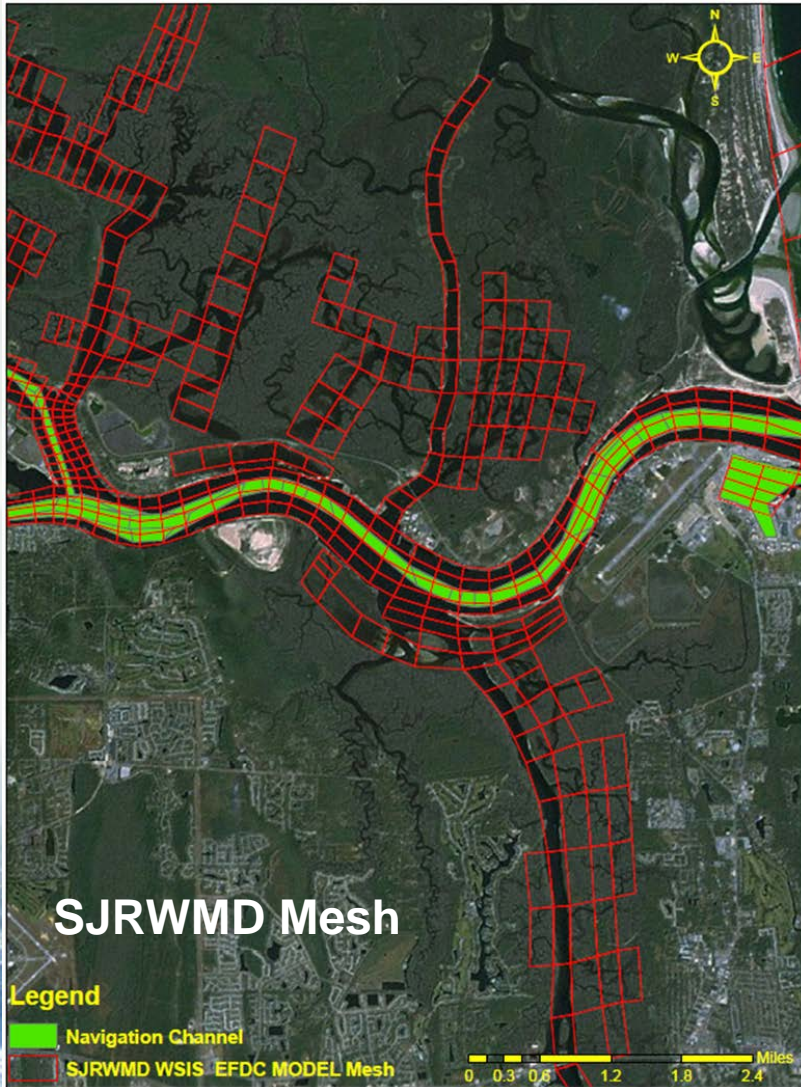 N
W E
S
SJRWMD Mesh
Legend
Navigation Channel
SJRWMD WSIS EFDC MODEL Mesh
Miles
0 0.3 0.6 1.2 1.8 2.4